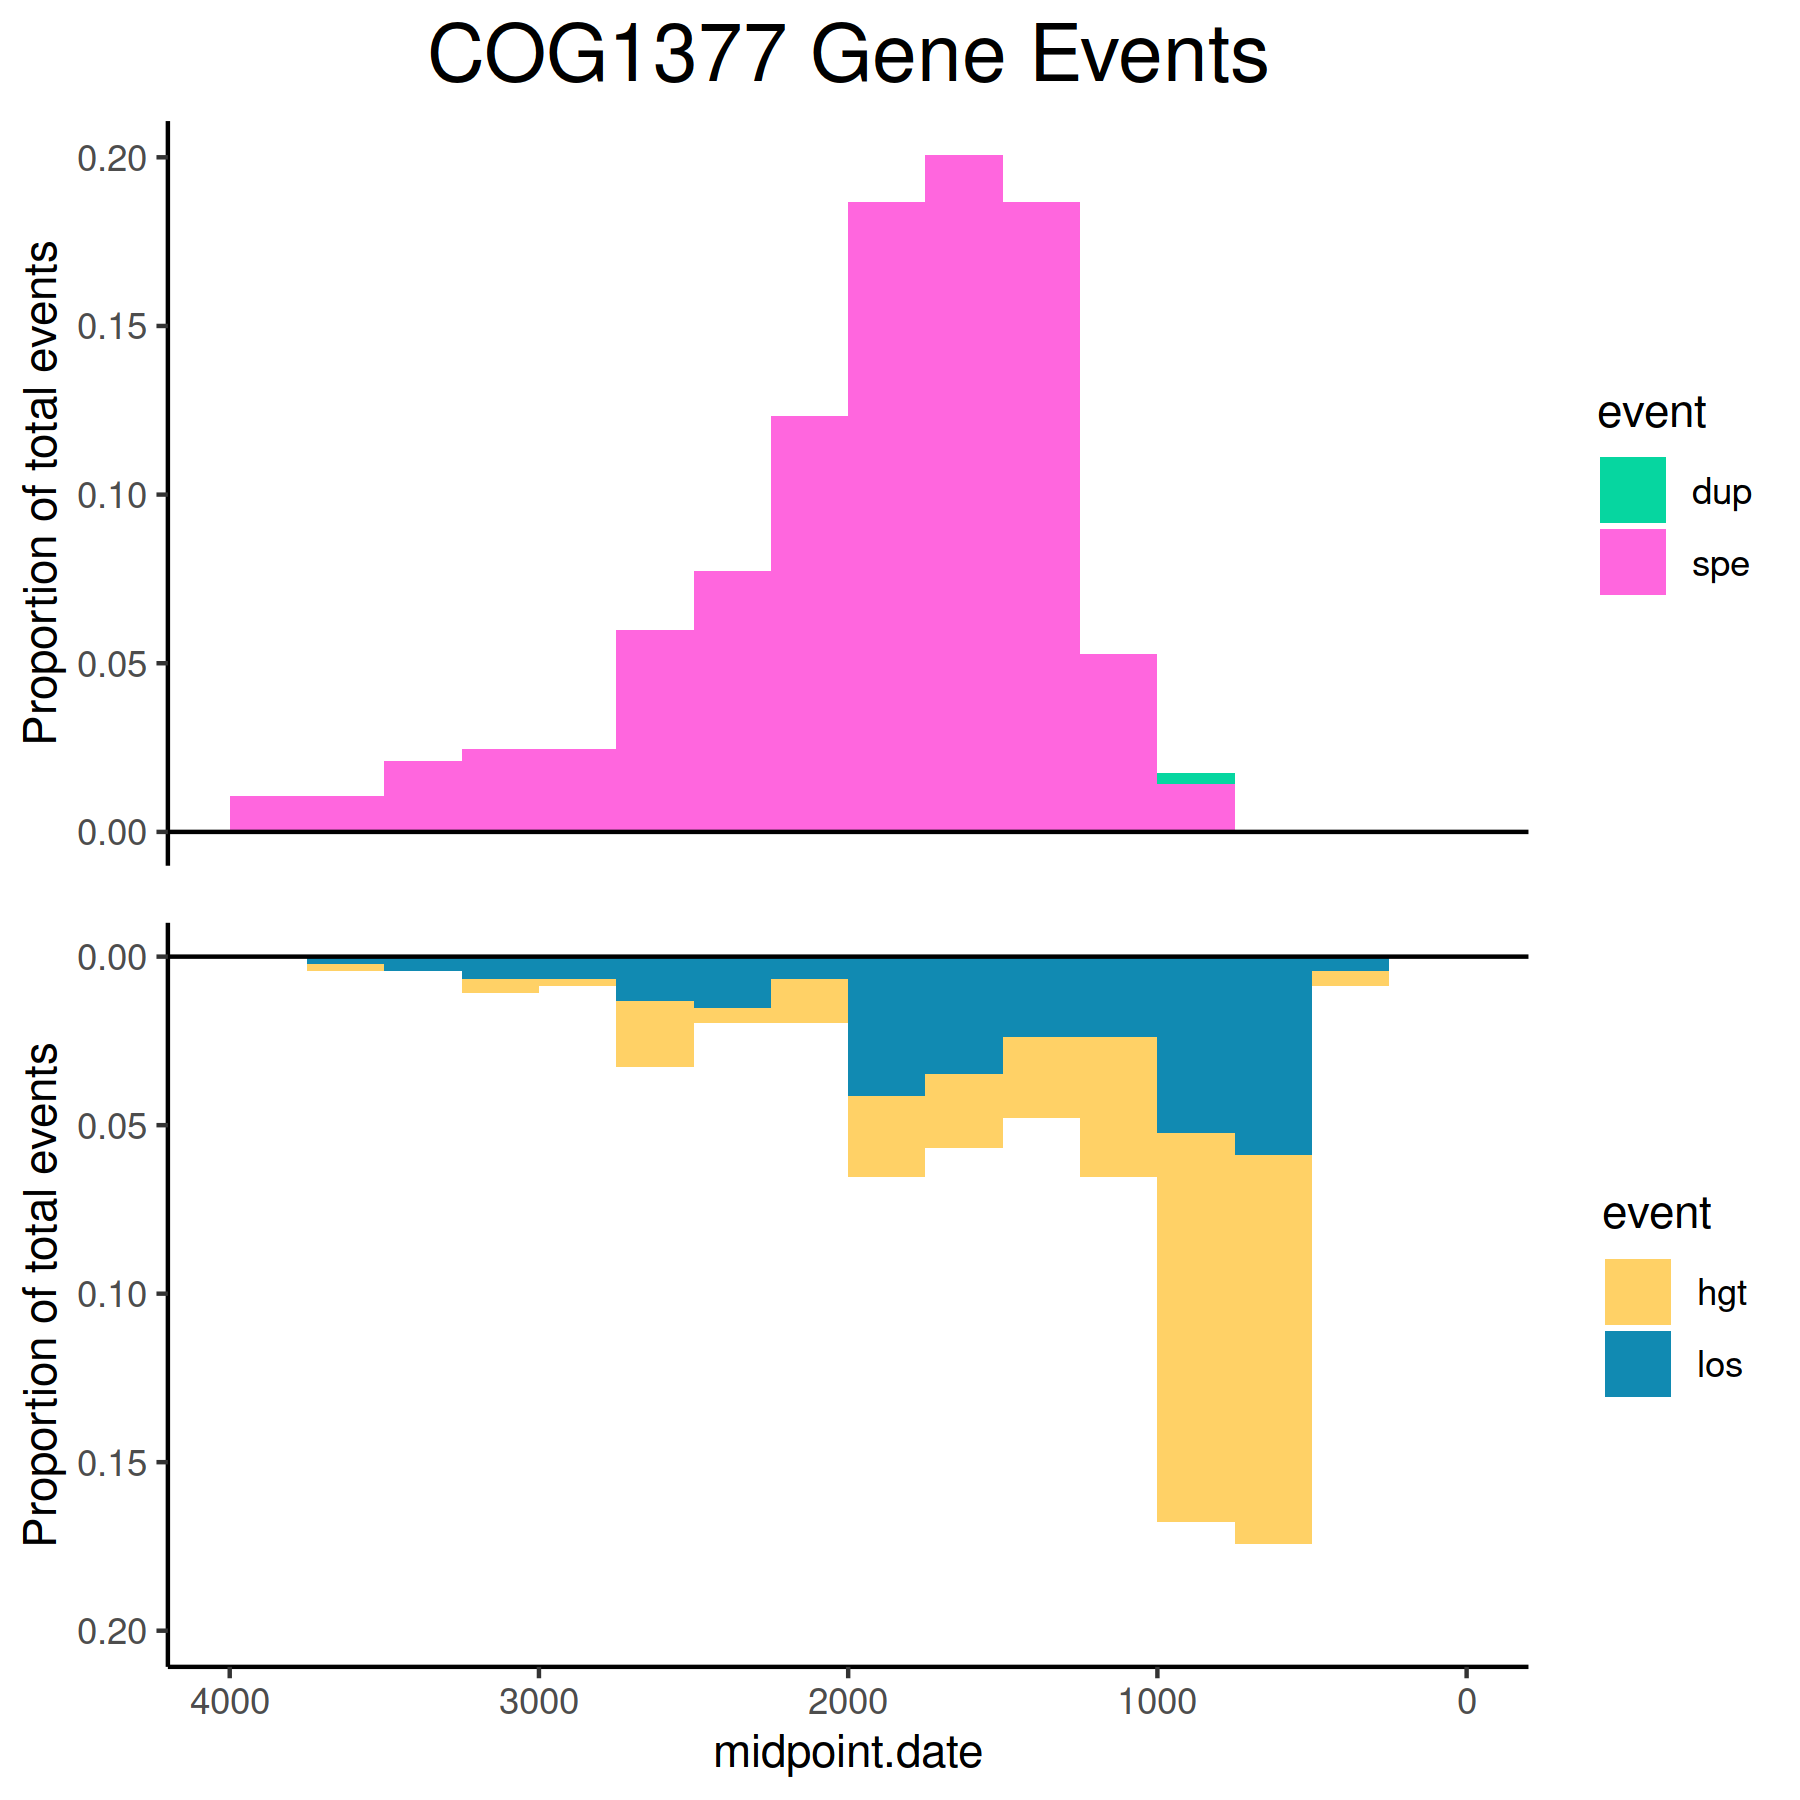 COG1377 Gene Events
Proportion of total events
0.20
0.15
0.10
0.05
0.00
event
dup
spe
Proportion of total events
0.00
0.05
0.10
0.15
0.20
event
hgt
los
4000 3000 2000 1000 0
midpoint.date